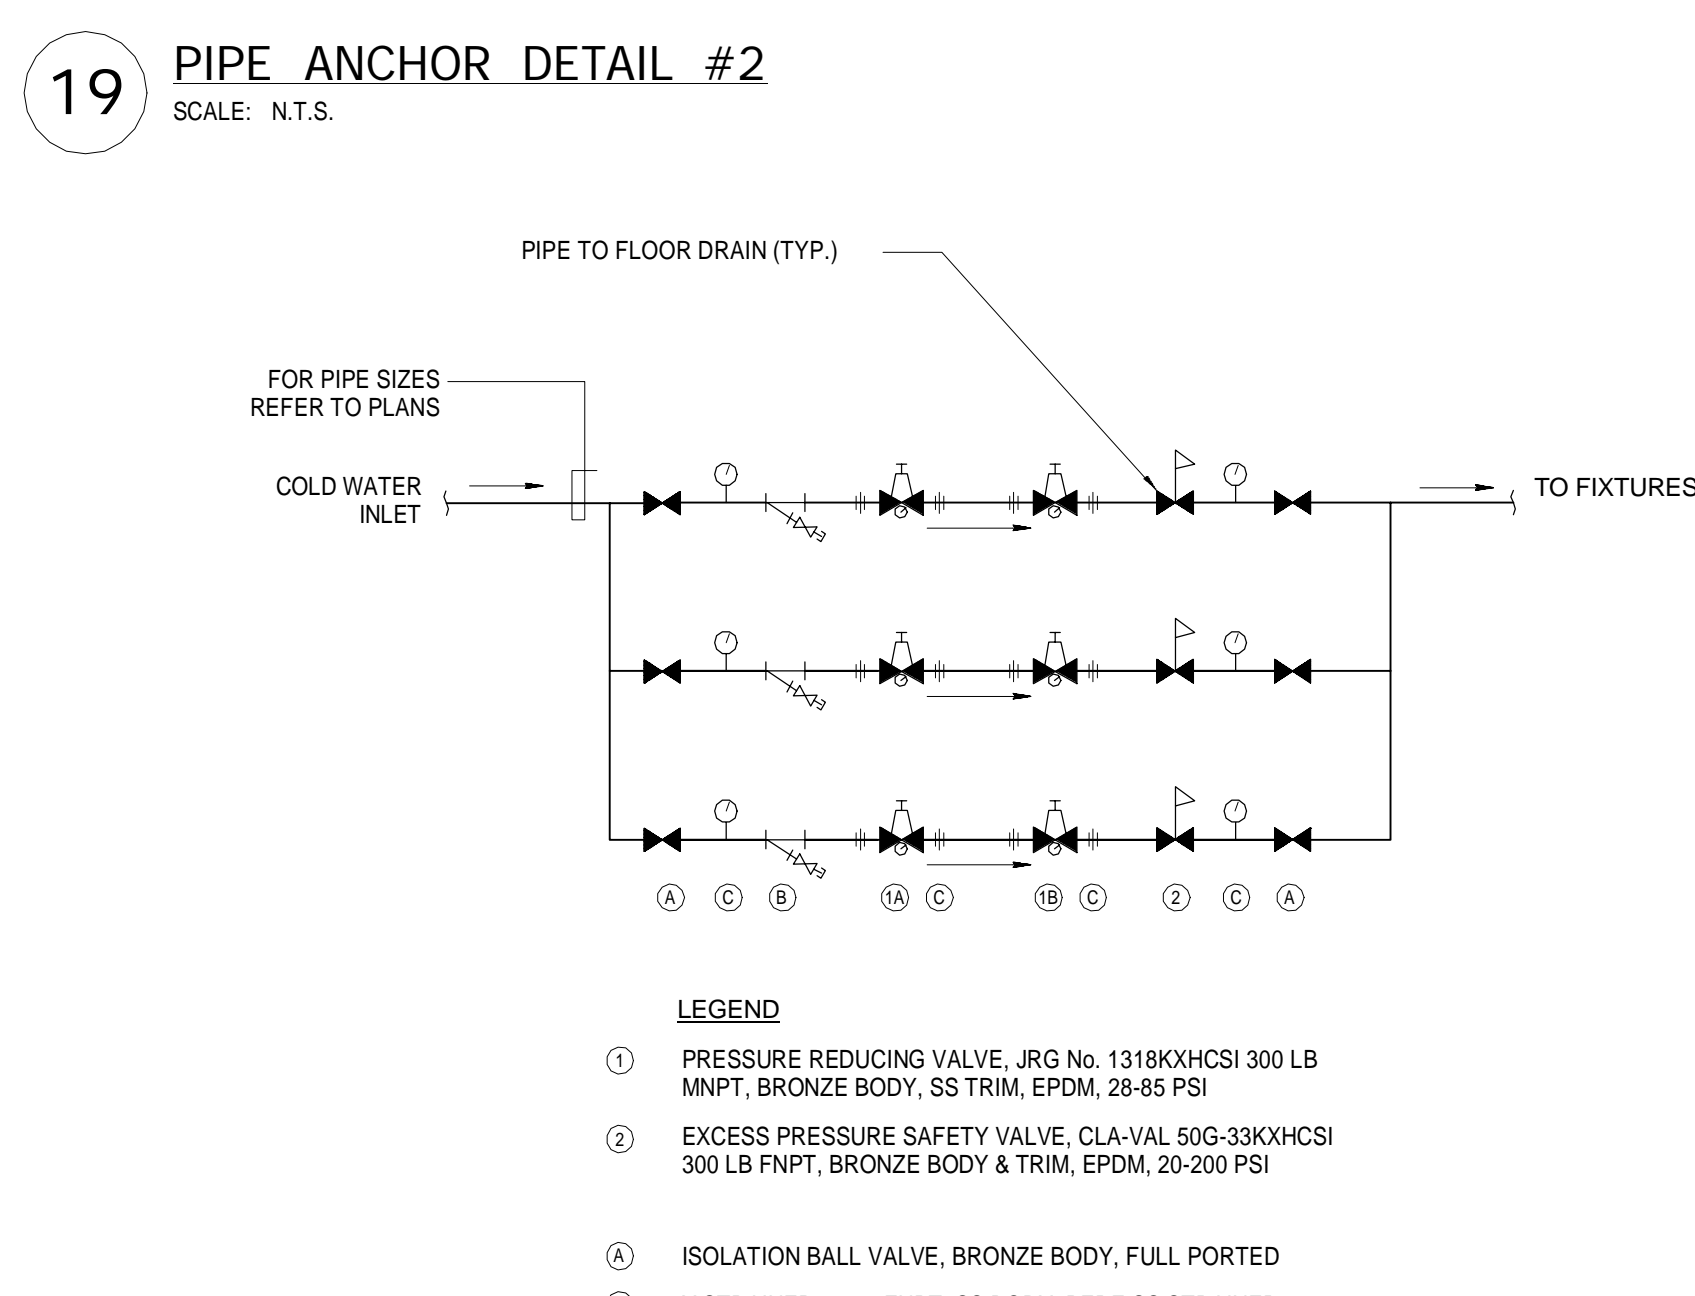 19
PIPE ANCHOR DETAIL #2
SCALE: N.T.S.
PIPE TO FLOOR DRAIN (TYP.)
FOR PIPE SIZES
REFER TO PLANS
COLD WATER
INLET
TO FIXTURES
A C B 1A C 1B C 2 C A
LEGEND
1 PRESSURE REDUCING VALVE, JRG No. 1318KXHCSI 300 LB
MNPT, BRONZE BODY, SS TRIM, EPDM, 28-85 PSI
2 EXCESS PRESSURE SAFETY VALVE, CLA-VAL 50G-33KXHCSI
300 LB FNPT, BRONZE BODY & TRIM, EPDM, 20-200 PSI
A ISOLATION BALL VALVE, BRONZE BODY, FULL PORTED